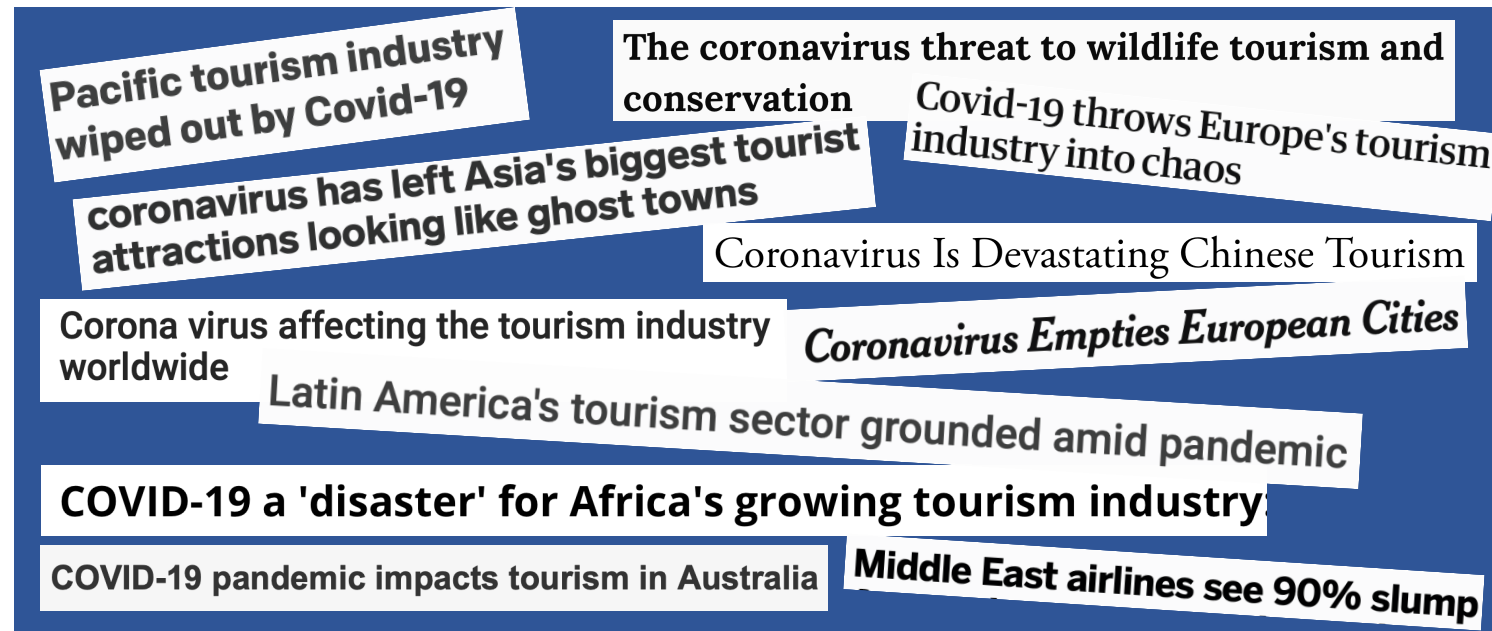 Pacific tourism industry
wiped out by Covid-19
The coronavirus threat to wildlife tourism and
conservation
Covid-19 throws Europe's tourism
industry into chaos
coronavirus has left Asia's biggest tourist
attractions looking like ghost towns
Coronavirus Is Devastating Chinese Tourism
Corona virus affecting the tourism industry
worldwide
Coronavirus Empties European Cities
Latin America's tourism sector grounded amid pandemic
COVID-19 a 'disaster' for Africa's growing tourism industry:
COVID-19 pandemic impacts tourism in Australia
Middle East airlines see 90% slump